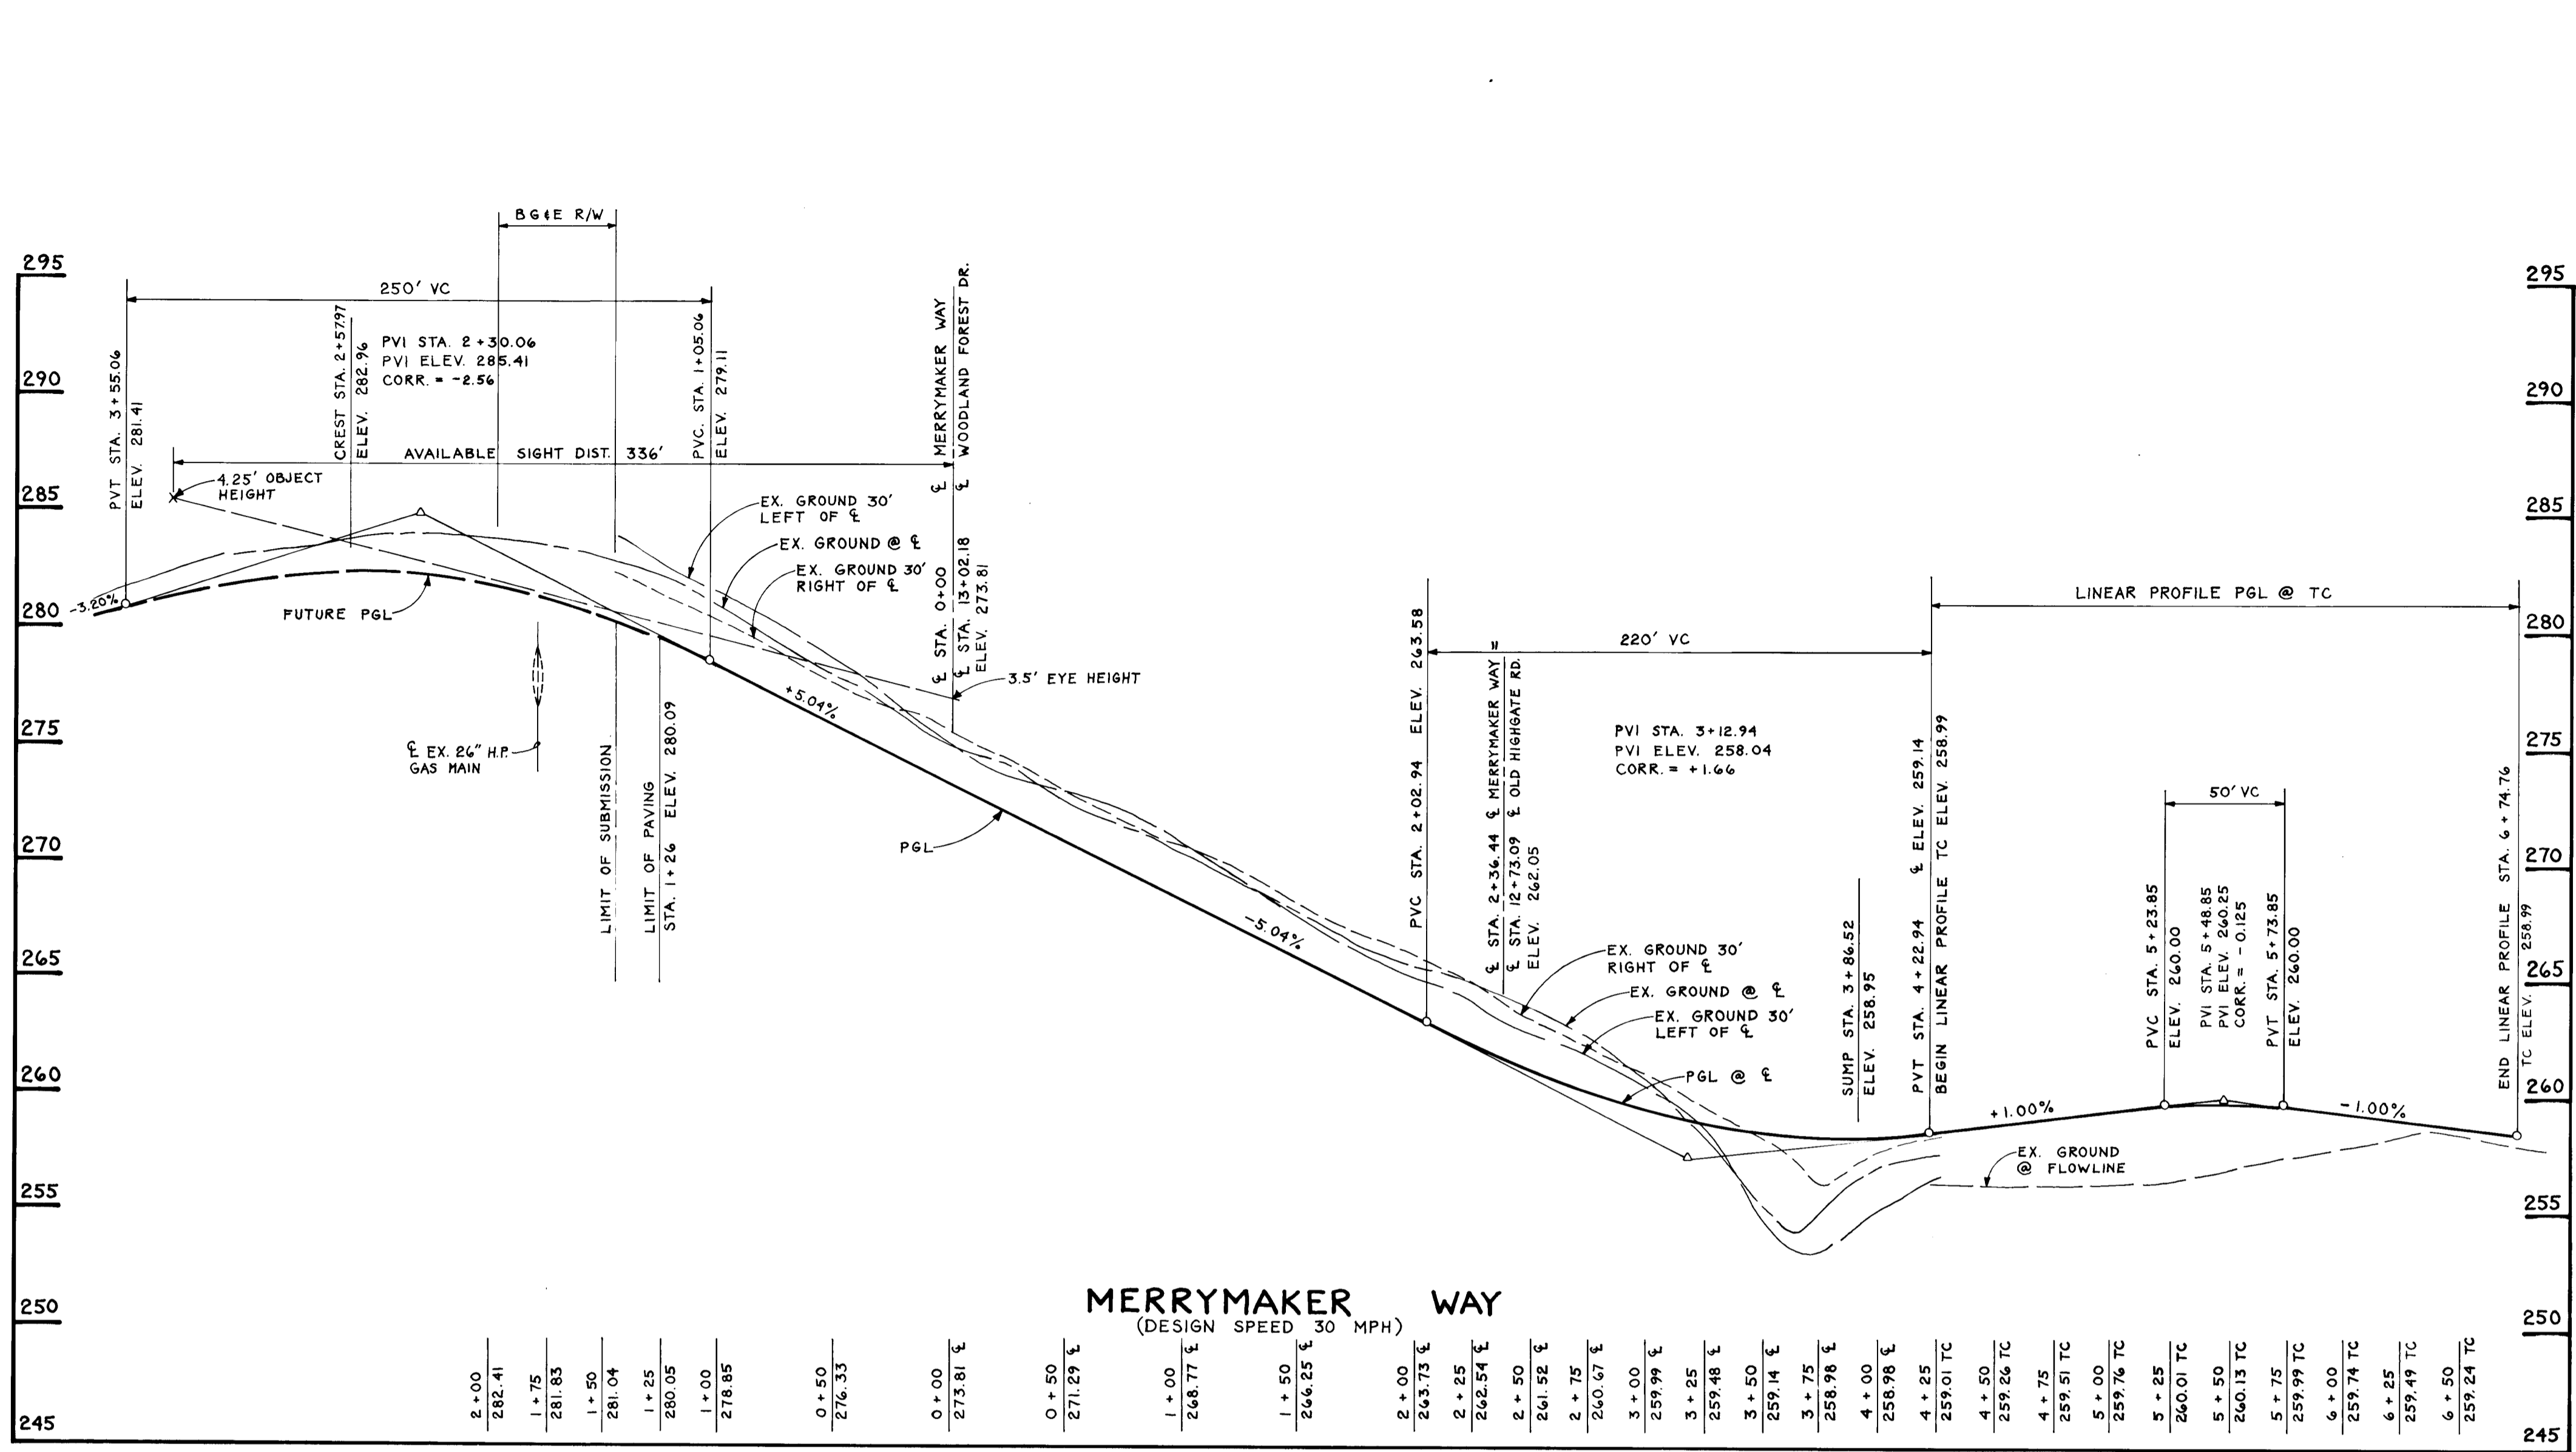 BG&E R/W
295
290
285
280
275
270
265
260
255
250
245
250' VC
PVT STA. 3+55.06
ELEV. 281.41
CREST STA. 2+57.97
ELEV. 282.96
PVI STA. 2+30.06
PVI ELEV. 285.41
CORR. = -2.56
PVC. STA. 1+05.06
ELEV. 279.11
AVAILABLE SIGHT DIST. 336'
4.25' OBJECT
HEIGHT
-3.20%
FUTURE PGL
℄ EX. 26" H.P.
GAS MAIN
LIMIT OF SUBMISSION
LIMIT OF PAVING
STA. 1+26 ELEV. 280.09
EX. GROUND 30'
LEFT OF ℄
EX. GROUND @ ℄
EX. GROUND 30'
RIGHT OF ℄
℄ STA. 0+00 ℄ MERRYMAKER WAY
℄ STA. 13+02.18 ℄ WOODLAND FOREST DR.
ELEV. 273.81
3.5' EYE HEIGHT
+5.04%
PGL
-5.04%
PVC STA. 2+02.94 ELEV. 263.58
220' VC
℄ STA. 2+36.44 ℄ MERRYMAKER WAY =
℄ STA. 12+73.09 ℄ OLD HIGHGATE RD.
ELEV. 262.05
PVI STA. 3+12.94
PVI ELEV. 258.04
CORR. = +1.66
EX. GROUND 30'
RIGHT OF ℄
EX. GROUND @ ℄
EX. GROUND 30'
LEFT OF ℄
PGL @ ℄
SUMP STA. 3+86.52
ELEV. 258.95
PVT STA. 4+22.94 ℄ ELEV. 259.14
BEGIN LINEAR PROFILE TC ELEV. 258.99
LINEAR PROFILE PGL @ TC
+1.00%
50' VC
PVC STA. 5+23.85
ELEV. 260.00
PVI STA. 5+48.85
PVI ELEV. 260.25
CORR. = -0.125
PVT STA. 5+73.85
ELEV. 260.00
-1.00%
EX. GROUND
@ FLOWLINE
END LINEAR PROFILE STA. 6+74.76
TC ELEV. 258.99
295
290
285
280
275
270
265
260
255
250
245
MERRYMAKER WAY
(DESIGN SPEED 30 MPH)
2+00
282.41
1+75
281.83
1+50
281.04
1+25
280.05
1+00
278.85
0+50
276.33
0+00
273.81 ℄
0+50
271.29 ℄
1+00
268.77 ℄
1+50
266.25 ℄
2+00
263.73 ℄
2+25
262.54 ℄
2+50
261.52 ℄
2+75
260.67 ℄
3+00
259.99 ℄
3+25
259.48 ℄
3+50
259.14 ℄
3+75
258.98 ℄
4+00
258.98 ℄
4+25
259.01 TC
4+50
259.26 TC
4+75
259.51 TC
5+00
259.76 TC
5+25
260.01 TC
5+50
260.13 TC
5+75
259.99 TC
6+00
259.74 TC
6+25
259.49 TC
6+50
259.24 TC